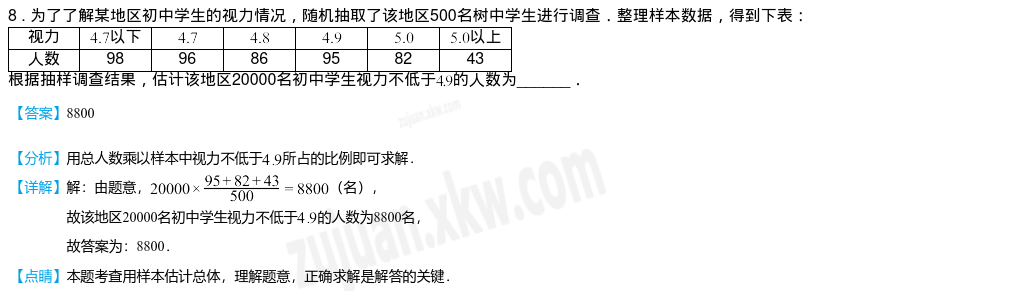 8．为了了解某地区初中学生的视力情况，随机抽取了该地区500名树中学生进行调查．整理样本数据，得到下表：
视力 4.7以下 4.7 4.8 4.9 5.0 5.0以上
人数 98 96 86 95 82 43
根据抽样调查结果，估计该地区20000名初中学生视力不低于4.9的人数为______．
【答案】8800
【分析】用总人数乘以样本中视力不低于4.9所占的比例即可求解．
【详解】解：由题意，20000×(95+82+43)/500=8800（名），
故该地区20000名初中学生视力不低于4.9的人数为8800名，
故答案为：8800．
【点睛】本题考查用样本估计总体，理解题意，正确求解是解答的关键．
zujuan.xkw.com
zujuan.xkw.com